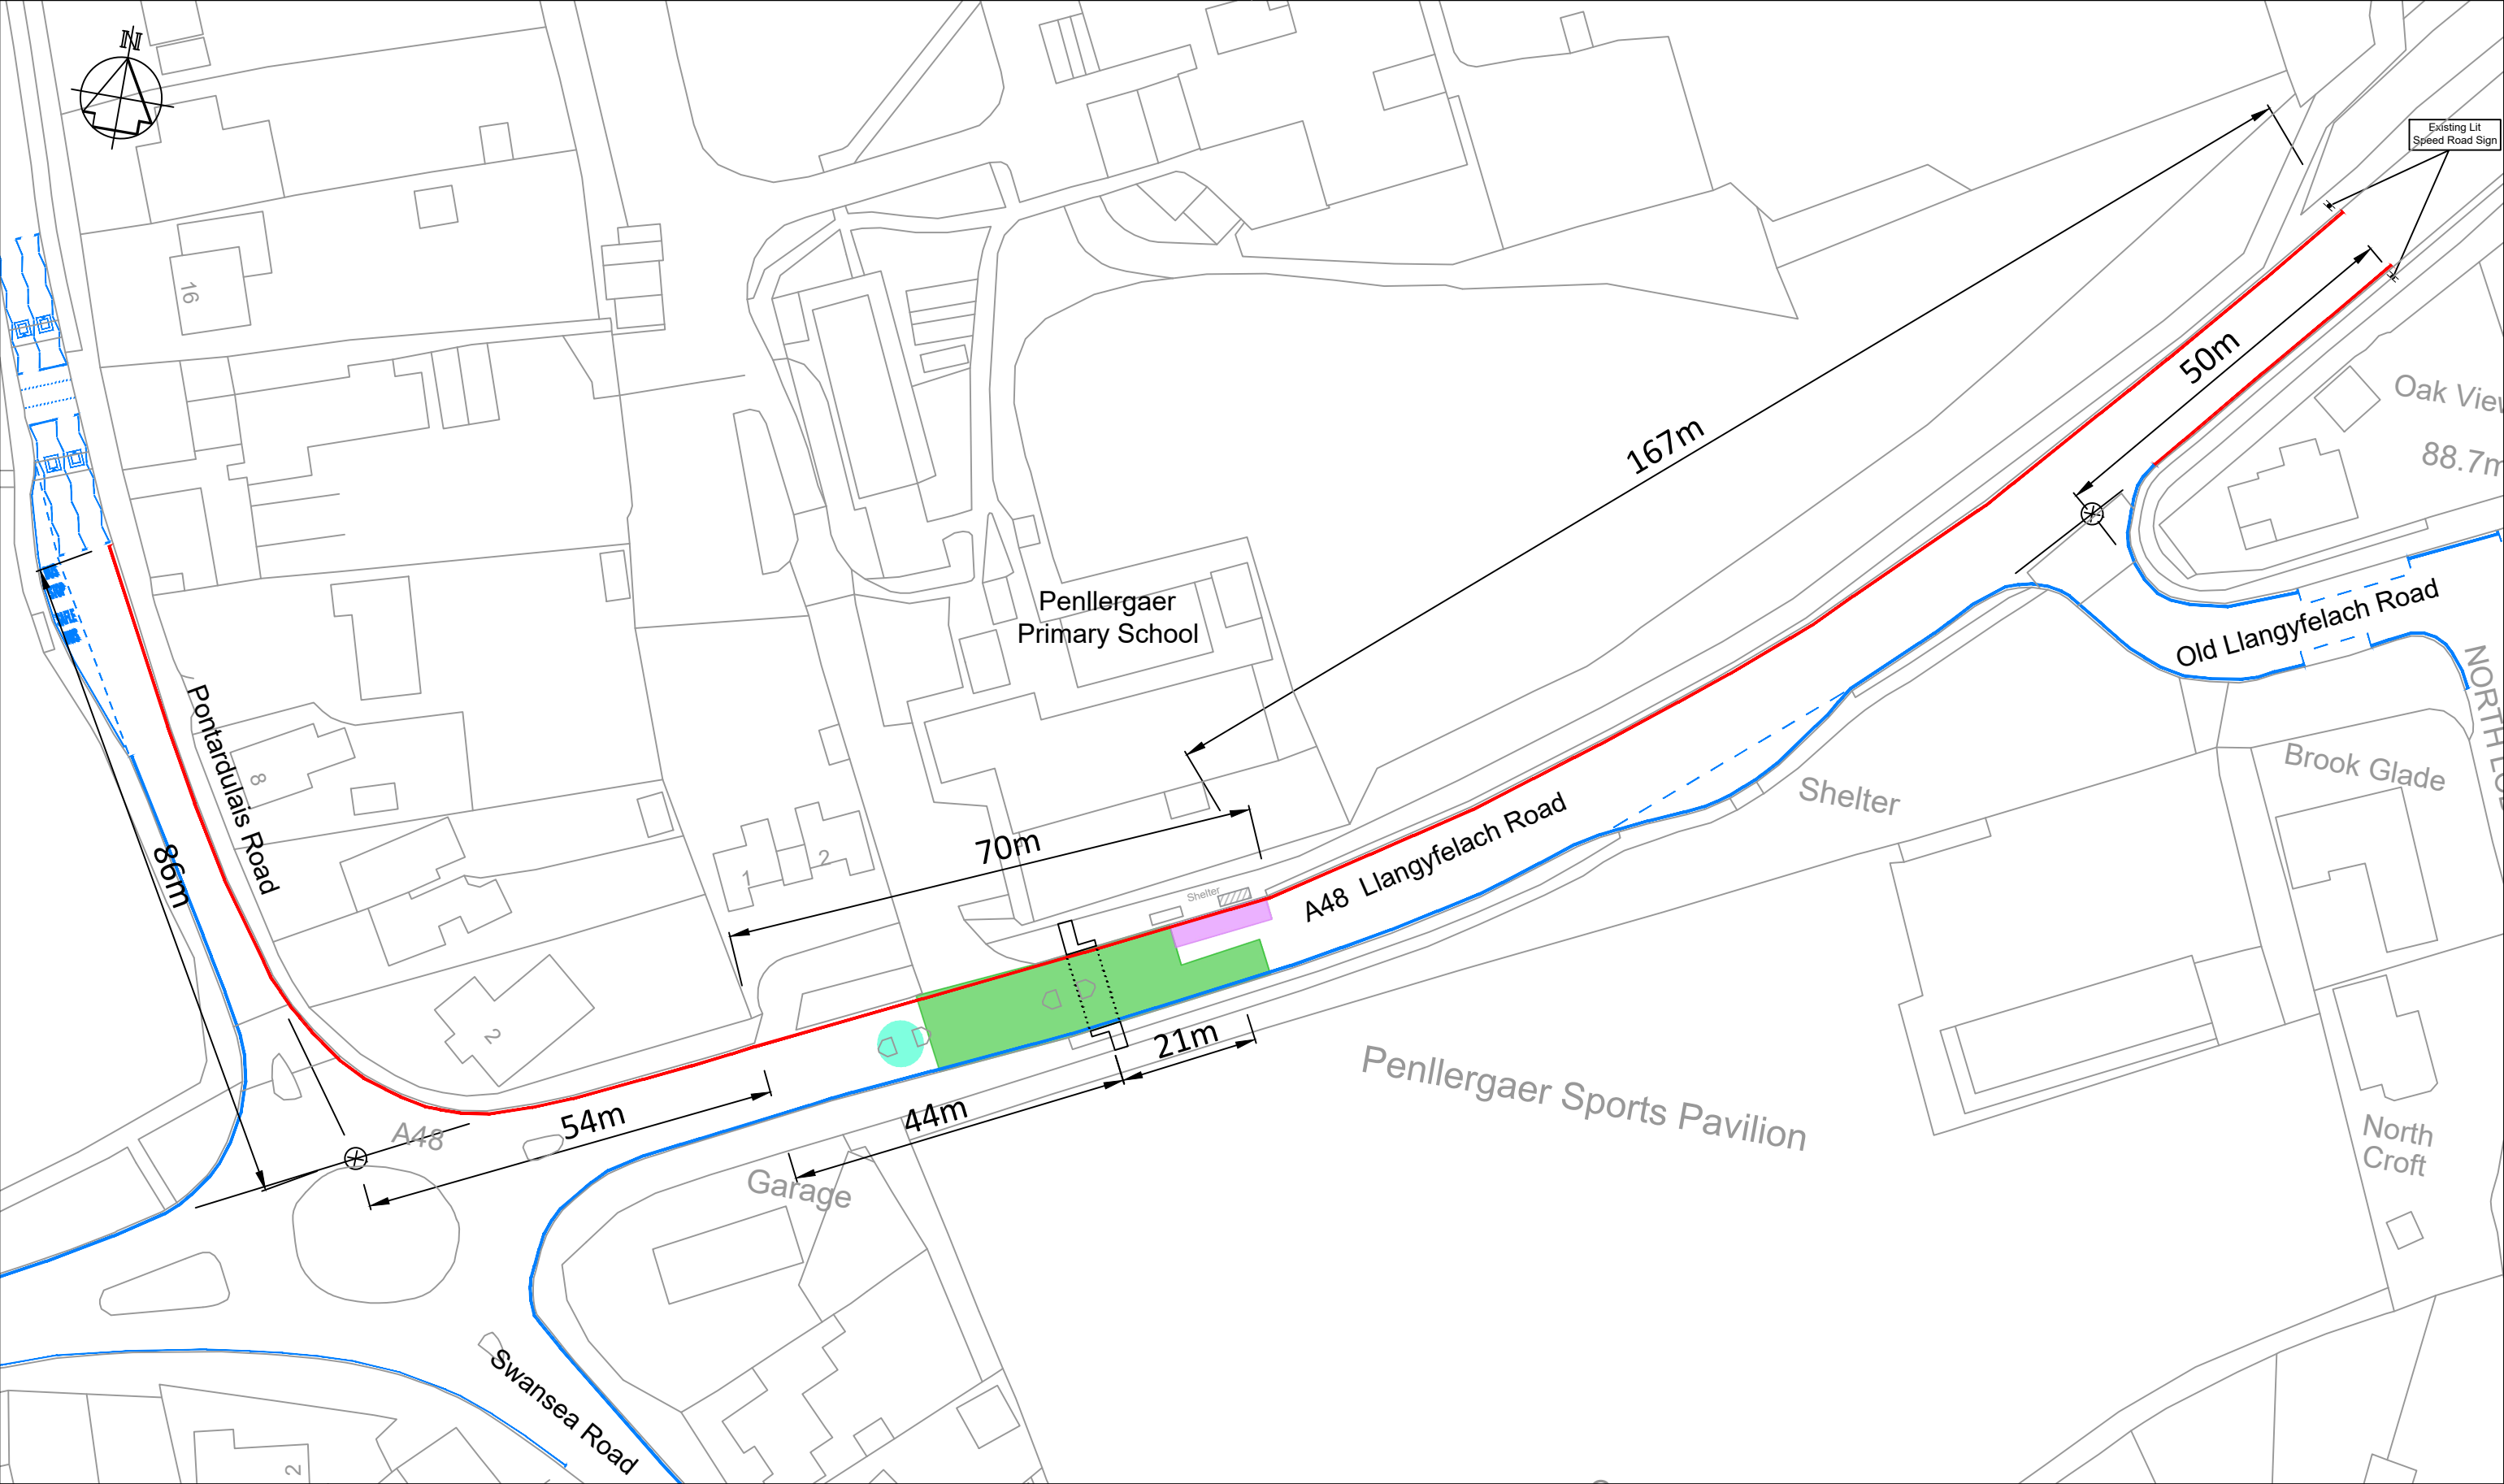 N
Existing Lit
Speed Road Sign
16
167m
50m
Oak View
88.7m
Penllergaer
Primary School
Old Llangyfelach Road
Pontardulais Road
8
86m
70m
1
2
Shelter
A48 Llangyfelach Road
Shelter
Brook Glade
2
21m
44m
54m
A48
Penllergaer Sports Pavilion
Garage
North
Croft
Swansea Road
2